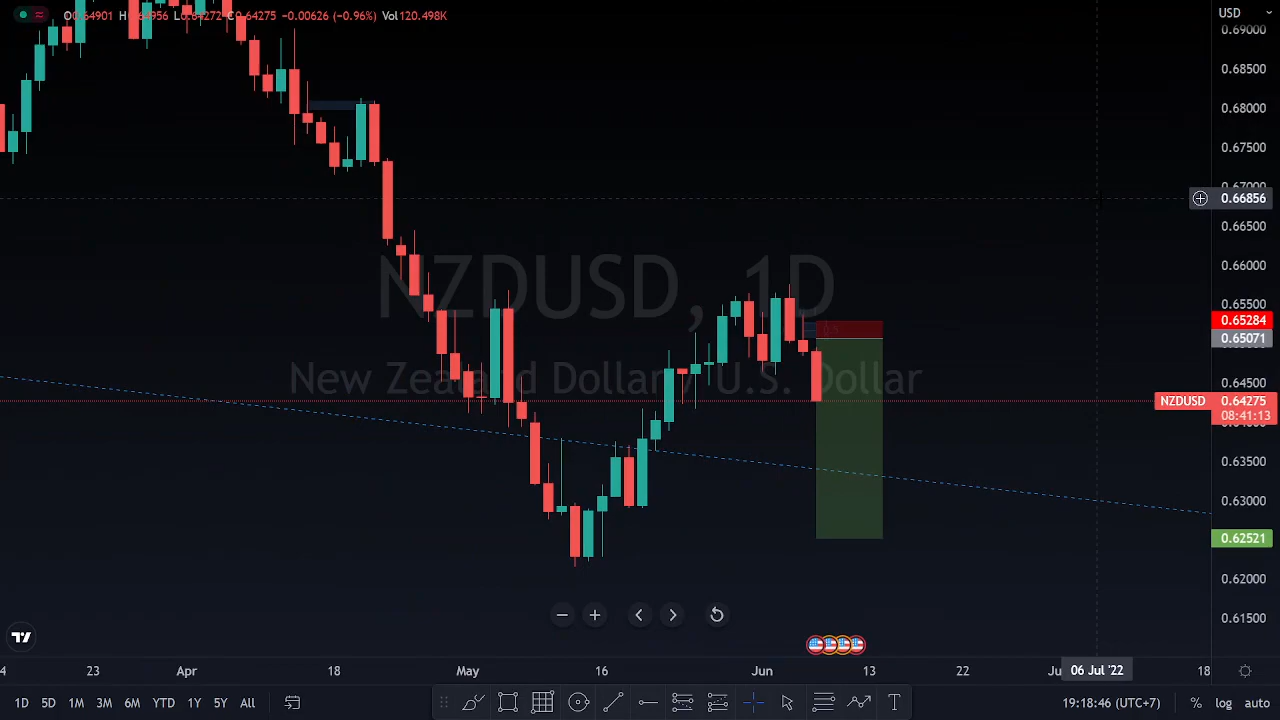 O0.64901 H0.64956 L0.64272 C0.64275 -0.00626 (-0.96%) Vol120.498K
USD
0.69000
0.68500
0.68000
0.67500
0.67000
0.66856
0.66500
0.66000
0.65500
0.65284
0.65071
0.64500
NZDUSD 0.64275
08:41:13
0.63500
0.63000
0.62521
0.62000
0.61500
NZDUSD, 1D
New Zealand Dollar / U.S. Dollar
4 23 Apr 18 May 16 Jun 13 22 Ju 06 Jul '22 18
1D 5D 1M 3M 6M YTD 1Y 5Y All
19:18:46 (UTC+7) % log auto